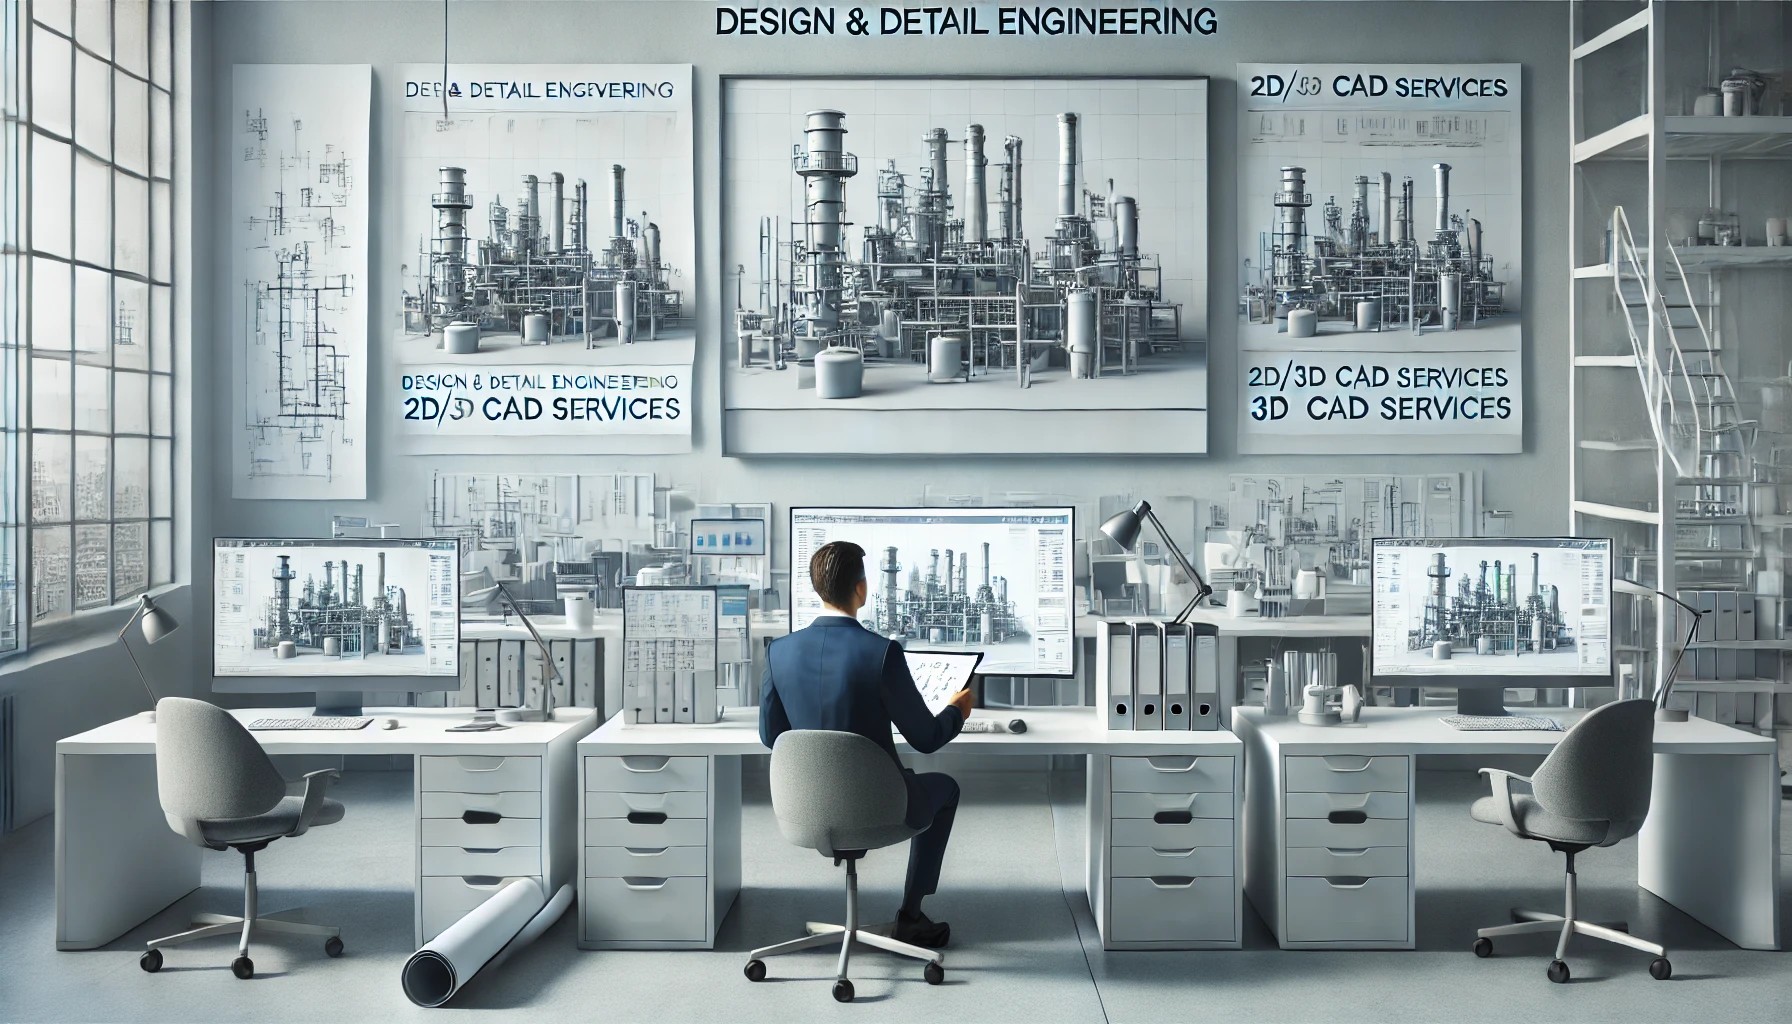 DESIGN & DETAIL ENGINEERING
DEF & DETAIL ENGEVERING
DESIGN & DETAIL ENGINEERING
2D/3D CAD SERVICES
2D/3D CAD SERVICES
2D/3D CAD SERVICES
3D CAD SERVICES